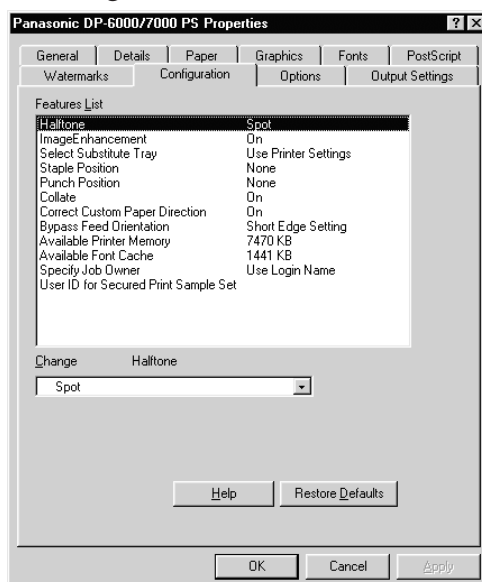 Panasonic DP-6000/7000 PS Properties ? X
General Details Paper Graphics Fonts PostScript
Watermarks Configuration Options Output Settings
Features List
Halftone Spot
ImageEnhancement On
Select Substitute Tray Use Printer Settings
Staple Position None
Punch Position None
Collate On
Correct Custom Paper Direction On
Bypass Feed Orientation Short Edge Setting
Available Printer Memory 7470 KB
Available Font Cache 1441 KB
Specify Job Owner Use Login Name
User ID for Secured Print Sample Set
Change Halftone
Spot
Help Restore Defaults
OK Cancel Apply